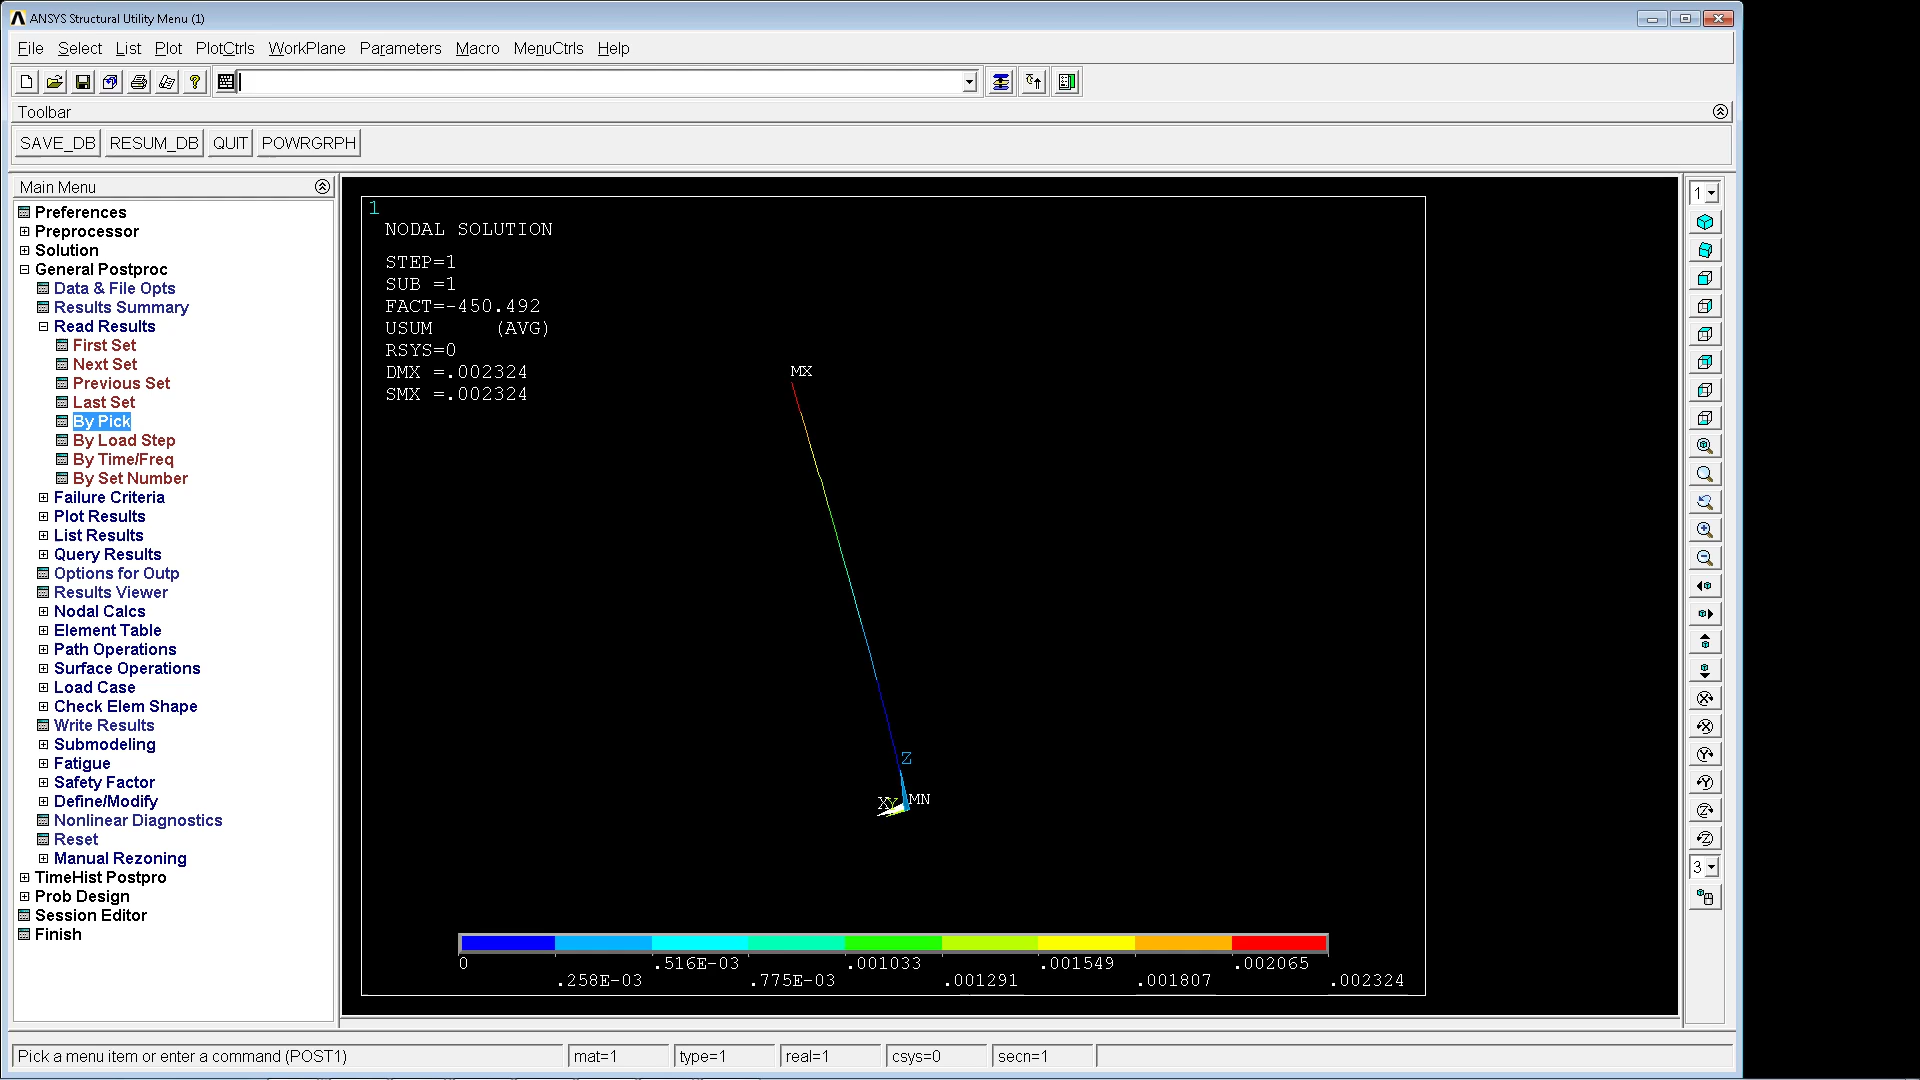 ANSYS Structural Utility Menu (1)
File Select List Plot PlotCtrls WorkPlane Parameters Macro MenuCtrls Help
Toolbar
SAVE_DB RESUM_DB QUIT POWRGRPH
Main Menu
Preferences
Preprocessor
Solution
General Postproc
Data & File Opts
Results Summary
Read Results
First Set
Next Set
Previous Set
Last Set
By Pick
By Load Step
By Time/Freq
By Set Number
Failure Criteria
Plot Results
List Results
Query Results
Options for Outp
Results Viewer
Nodal Calcs
Element Table
Path Operations
Surface Operations
Load Case
Check Elem Shape
Write Results
Submodeling
Fatigue
Safety Factor
Define/Modify
Nonlinear Diagnostics
Reset
Manual Rezoning
TimeHist Postpro
Prob Design
Session Editor
Finish
1
NODAL SOLUTION
STEP=1
SUB =1
FACT=-450.492
USUM (AVG)
RSYS=0
DMX =.002324
SMX =.002324
MX
Z
XY
MN
0 .516E-03 .001033 .001549 .002065
.258E-03 .775E-03 .001291 .001807 .002324
1
3
Pick a menu item or enter a command (POST1) mat=1 type=1 real=1 csys=0 secn=1